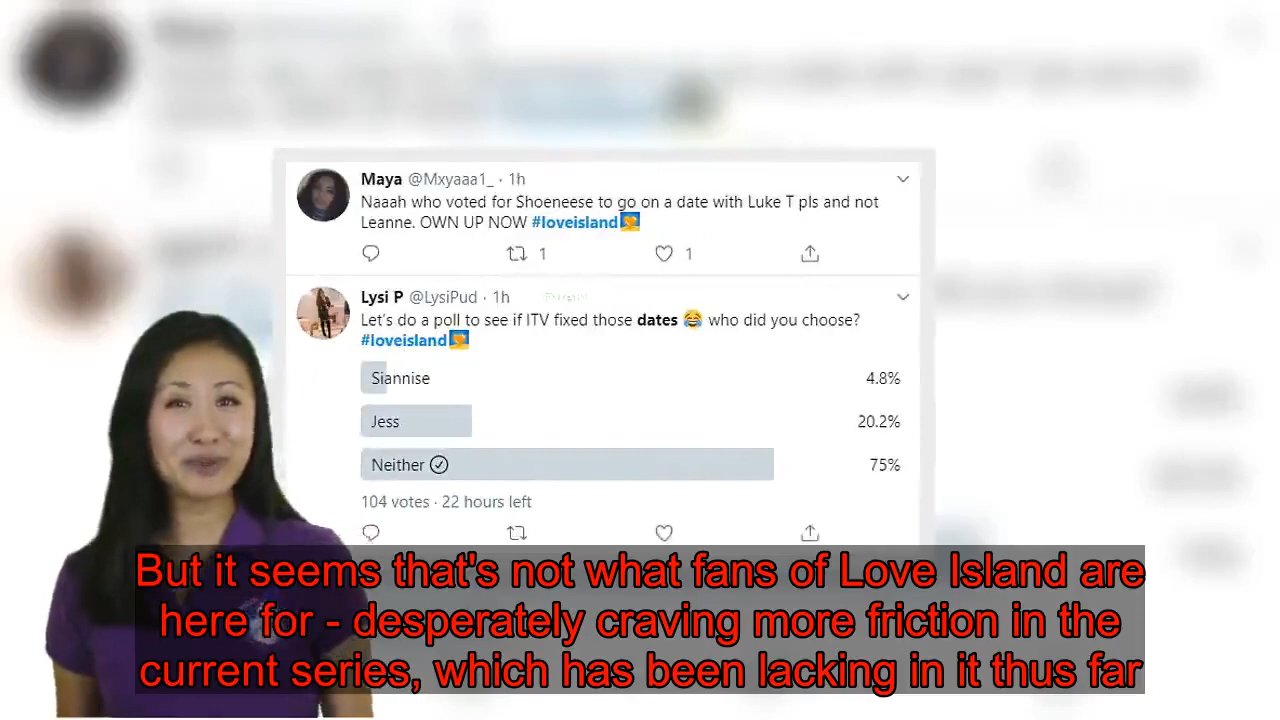 Maya @Mxyaaa1_ · 1h
Naaah who voted for Shoeneese to go on a date with Luke T pls and not
Leanne. OWN UP NOW #loveisland
1 1
Lysi P @LysiPud · 1h
Let's do a poll to see if ITV fixed those dates 😂 who did you choose?
#loveisland
Siannise 4.8%
Jess 20.2%
Neither 75%
104 votes · 22 hours left
But it seems that's not what fans of Love Island are
here for - desperately craving more friction in the
current series, which has been lacking in it thus far